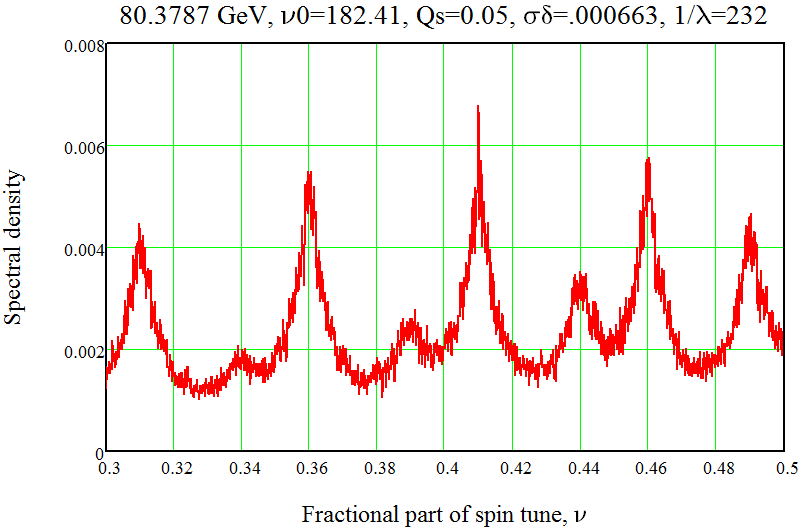 80.3787 GeV, ν0=182.41, Qs=0.05, σδ=.000663, 1/λ=232
0.008
0.006
0.004
0.002
0
Spectral density
0.3 0.32 0.34 0.36 0.38 0.4 0.42 0.44 0.46 0.48 0.5
Fractional part of spin tune, ν